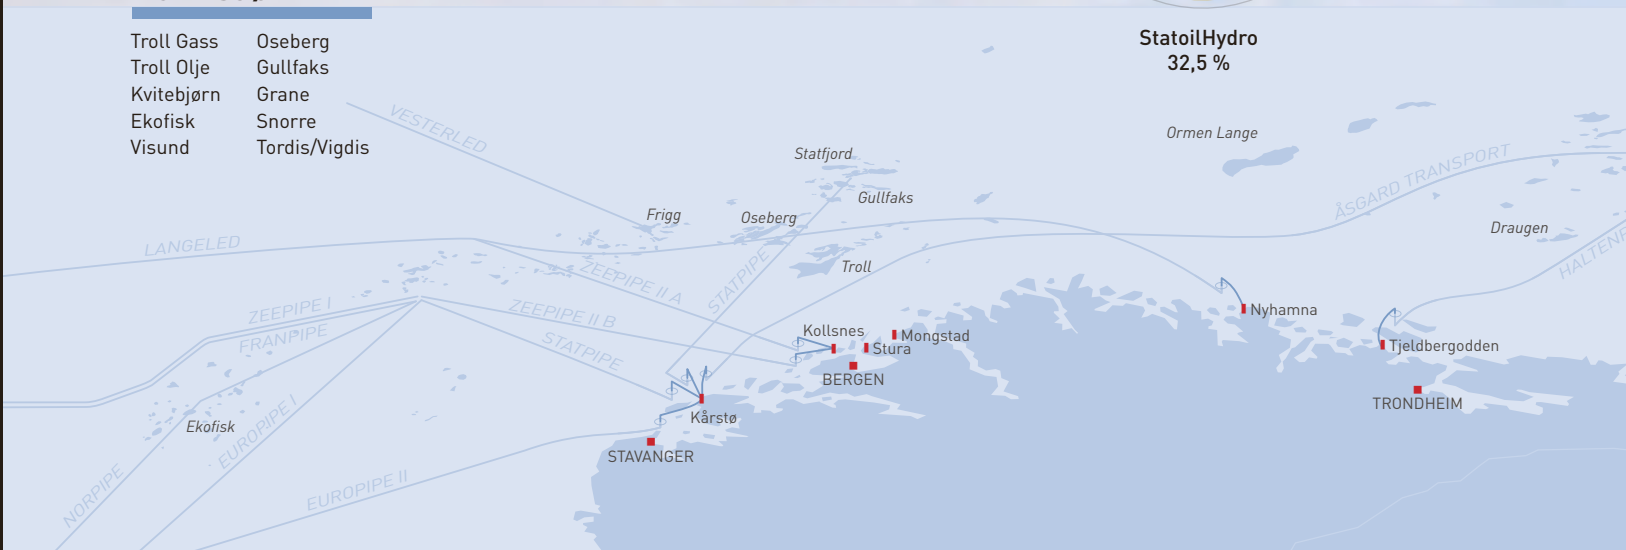 Troll Gass Oseberg
Troll Olje Gullfaks
Kvitebjørn Grane
Ekofisk Snorre
Visund Tordis/Vigdis
StatoilHydro
32,5 %
VESTERLED
Ormen Lange
Statfjord
ÅSGARD TRANSPORT
Gullfaks
Frigg
Oseberg
Draugen
LANGELED
HALTENP
ZEEPIPE II A
STATPIPE
Troll
ZEEPIPE I
ZEEPIPE II B
Nyhamna
FRANPIPE
STATPIPE
Kollsnes
Mongstad
Stura
Tjeldbergodden
BERGEN
TRONDHEIM
Kårstø
Ekofisk
EUROPIPE I
STAVANGER
NORPIPE
EUROPIPE II